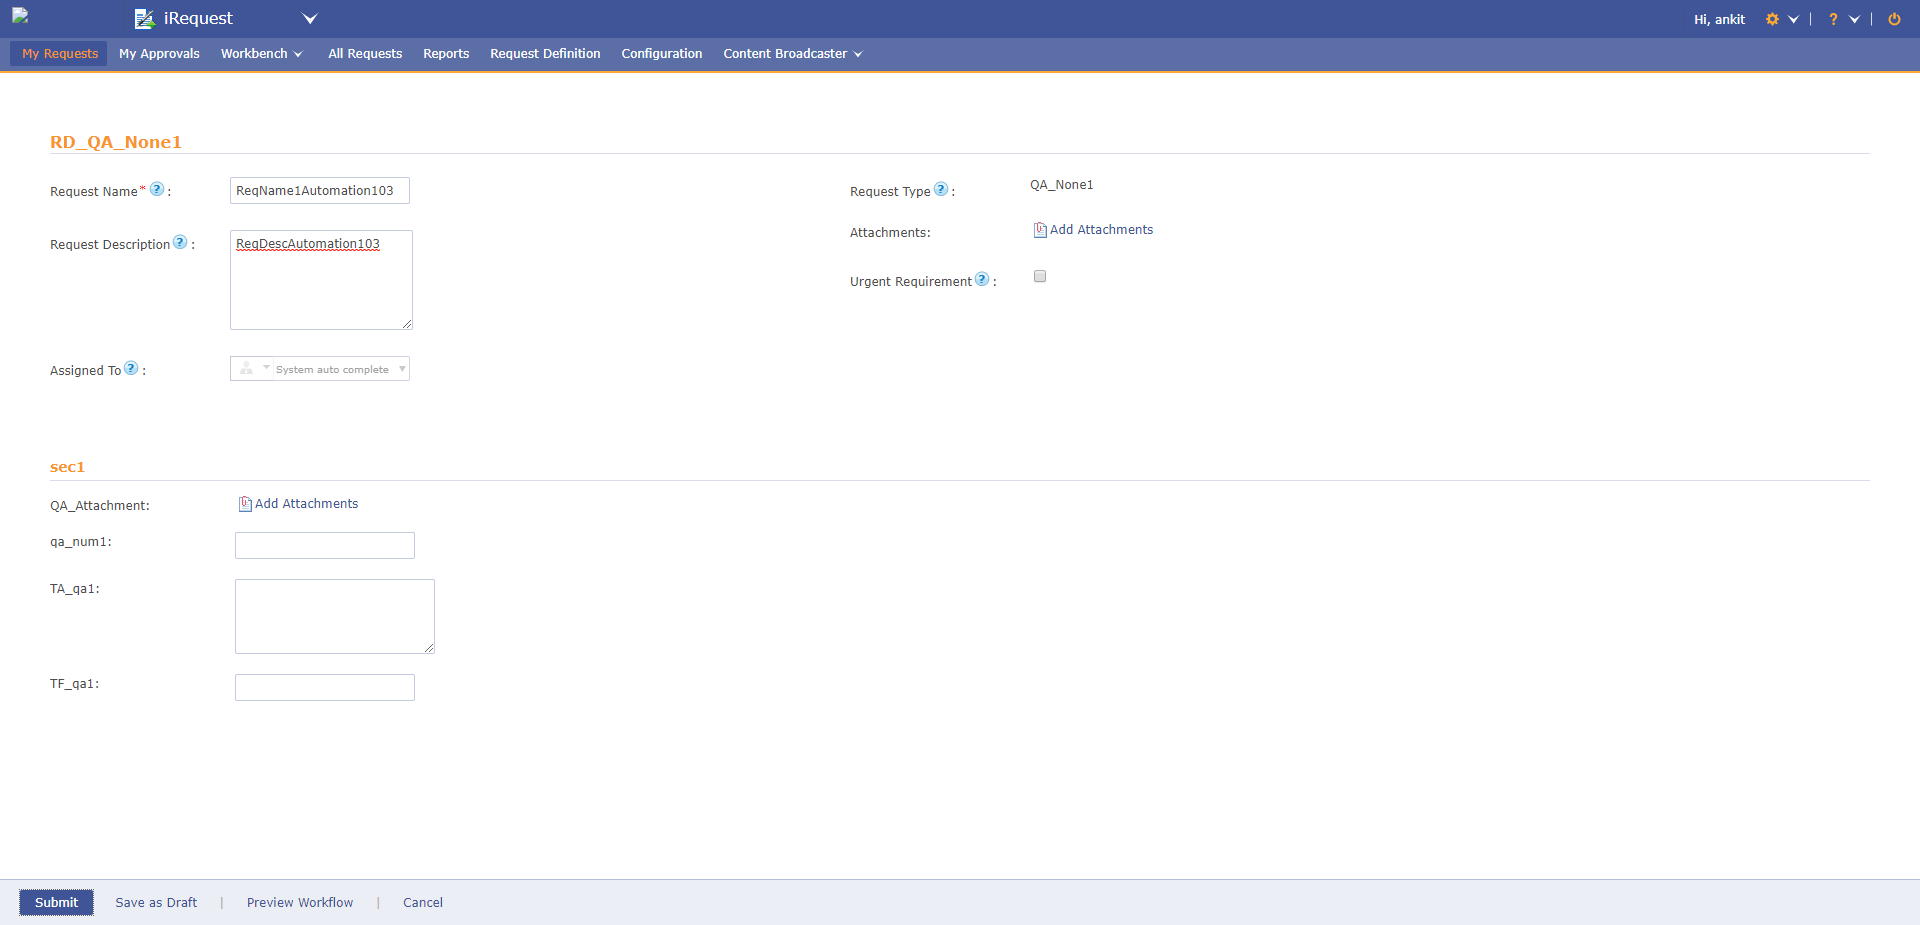 iRequest
Hi, ankit | ? |
My Requests My Approvals Workbench All Requests Reports Request Definition Configuration Content Broadcaster
RD_QA_None1
Request Name* ? : ReqName1Automation103
Request Type ? : QA_None1
Request Description ? : ReqDescAutomation103
Attachments: Add Attachments
Urgent Requirement ? :
Assigned To ? : System auto complete
sec1
QA_Attachment: Add Attachments
qa_num1:
TA_qa1:
TF_qa1:
Submit Save as Draft | Preview Workflow | Cancel